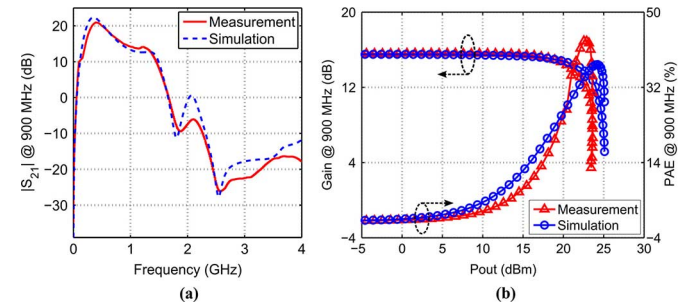 (a)
20
10
0
−10
−20
−30
|S21| @ 900 MHz (dB)
0
1
2
3
4
Frequency (GHz)
Measurement
Simulation
(a)
(b)
20
12
4
−4
Gain @ 900 MHz (dB)
50
32
14
−4
PAE @ 900 MHz (%)
−5
0
5
10
15
20
25
30
Pout (dBm)
Measurement
Simulation
(b)